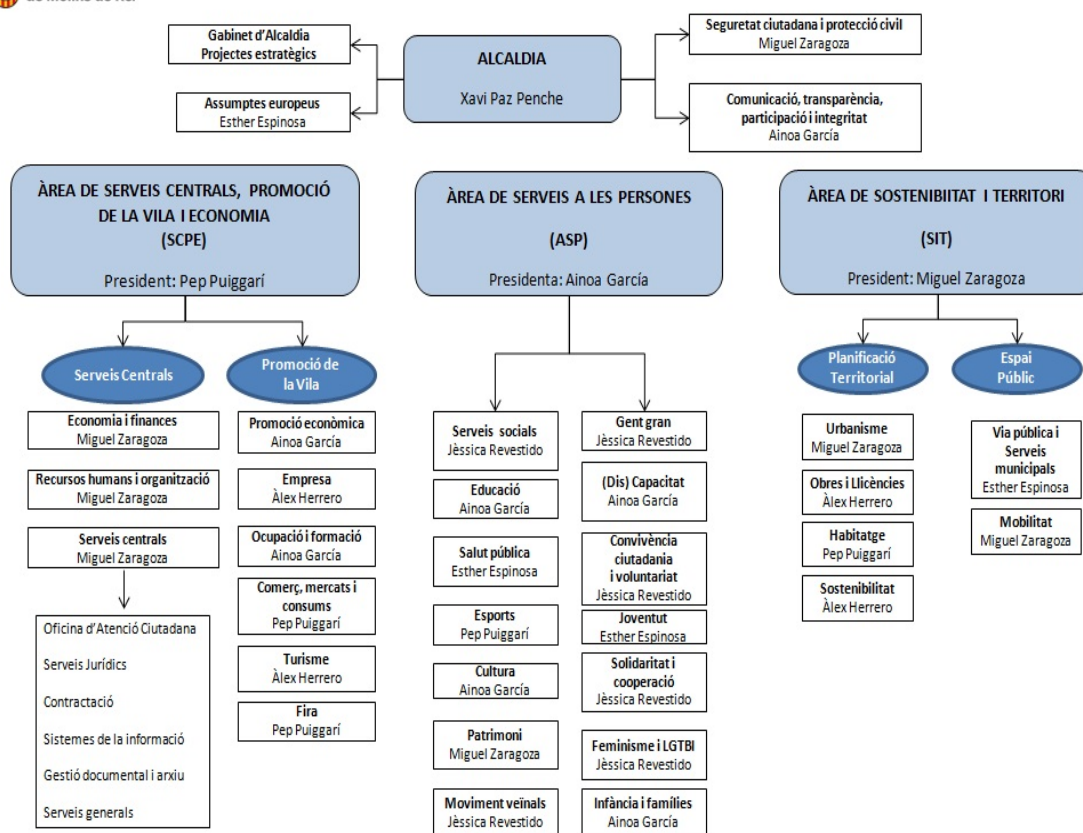 de Molins de Rei
Gabinet d'Alcaldia
Projectes estratègics
Assumptes europeus
Esther Espinosa
ALCALDIA
Xavi Paz Penche
Seguretat ciutadana i protecció civil
Miguel Zaragoza
Comunicació, transparència,
participació i integritat
Ainoa García
ÀREA DE SERVEIS CENTRALS, PROMOCIÓ
DE LA VILA I ECONOMIA
(SCPE)
President: Pep Puiggarí
ÀREA DE SERVEIS A LES PERSONES
(ASP)
Presidenta: Ainoa García
ÀREA DE SOSTENIBIITAT I TERRITORI
(SIT)
President: Miguel Zaragoza
Serveis Centrals
Economia i finances
Miguel Zaragoza
Recursos humans i organització
Miguel Zaragoza
Serveis centrals
Miguel Zaragoza
Oficina d'Atenció Ciutadana
Serveis Jurídics
Contractació
Sistemes de la informació
Gestió documental i arxiu
Serveis generals
Promoció de
la Vila
Promoció econòmica
Ainoa García
Empresa
Àlex Herrero
Ocupació i formació
Ainoa García
Comerç, mercats i
consums
Pep Puiggarí
Turisme
Àlex Herrero
Fira
Pep Puiggarí
Serveis socials
Jèssica Revestido
Educació
Ainoa García
Salut pública
Esther Espinosa
Esports
Pep Puiggarí
Cultura
Ainoa García
Patrimoni
Miguel Zaragoza
Moviment veïnals
Jèssica Revestido
Gent gran
Jèssica Revestido
(Dis) Capacitat
Ainoa García
Convivència
ciutadania
i voluntariat
Jèssica Revestido
Joventut
Esther Espinosa
Solidaritat i
cooperació
Jèssica Revestido
Feminisme i LGTBI
Jèssica Revestido
Infància i famílies
Ainoa García
Planificació
Territorial
Urbanisme
Miguel Zaragoza
Obres i Llicències
Àlex Herrero
Habitatge
Pep Puiggarí
Sostenibilitat
Àlex Herrero
Espai
Públic
Via pública i
Serveis
municipals
Esther Espinosa
Mobilitat
Miguel Zaragoza